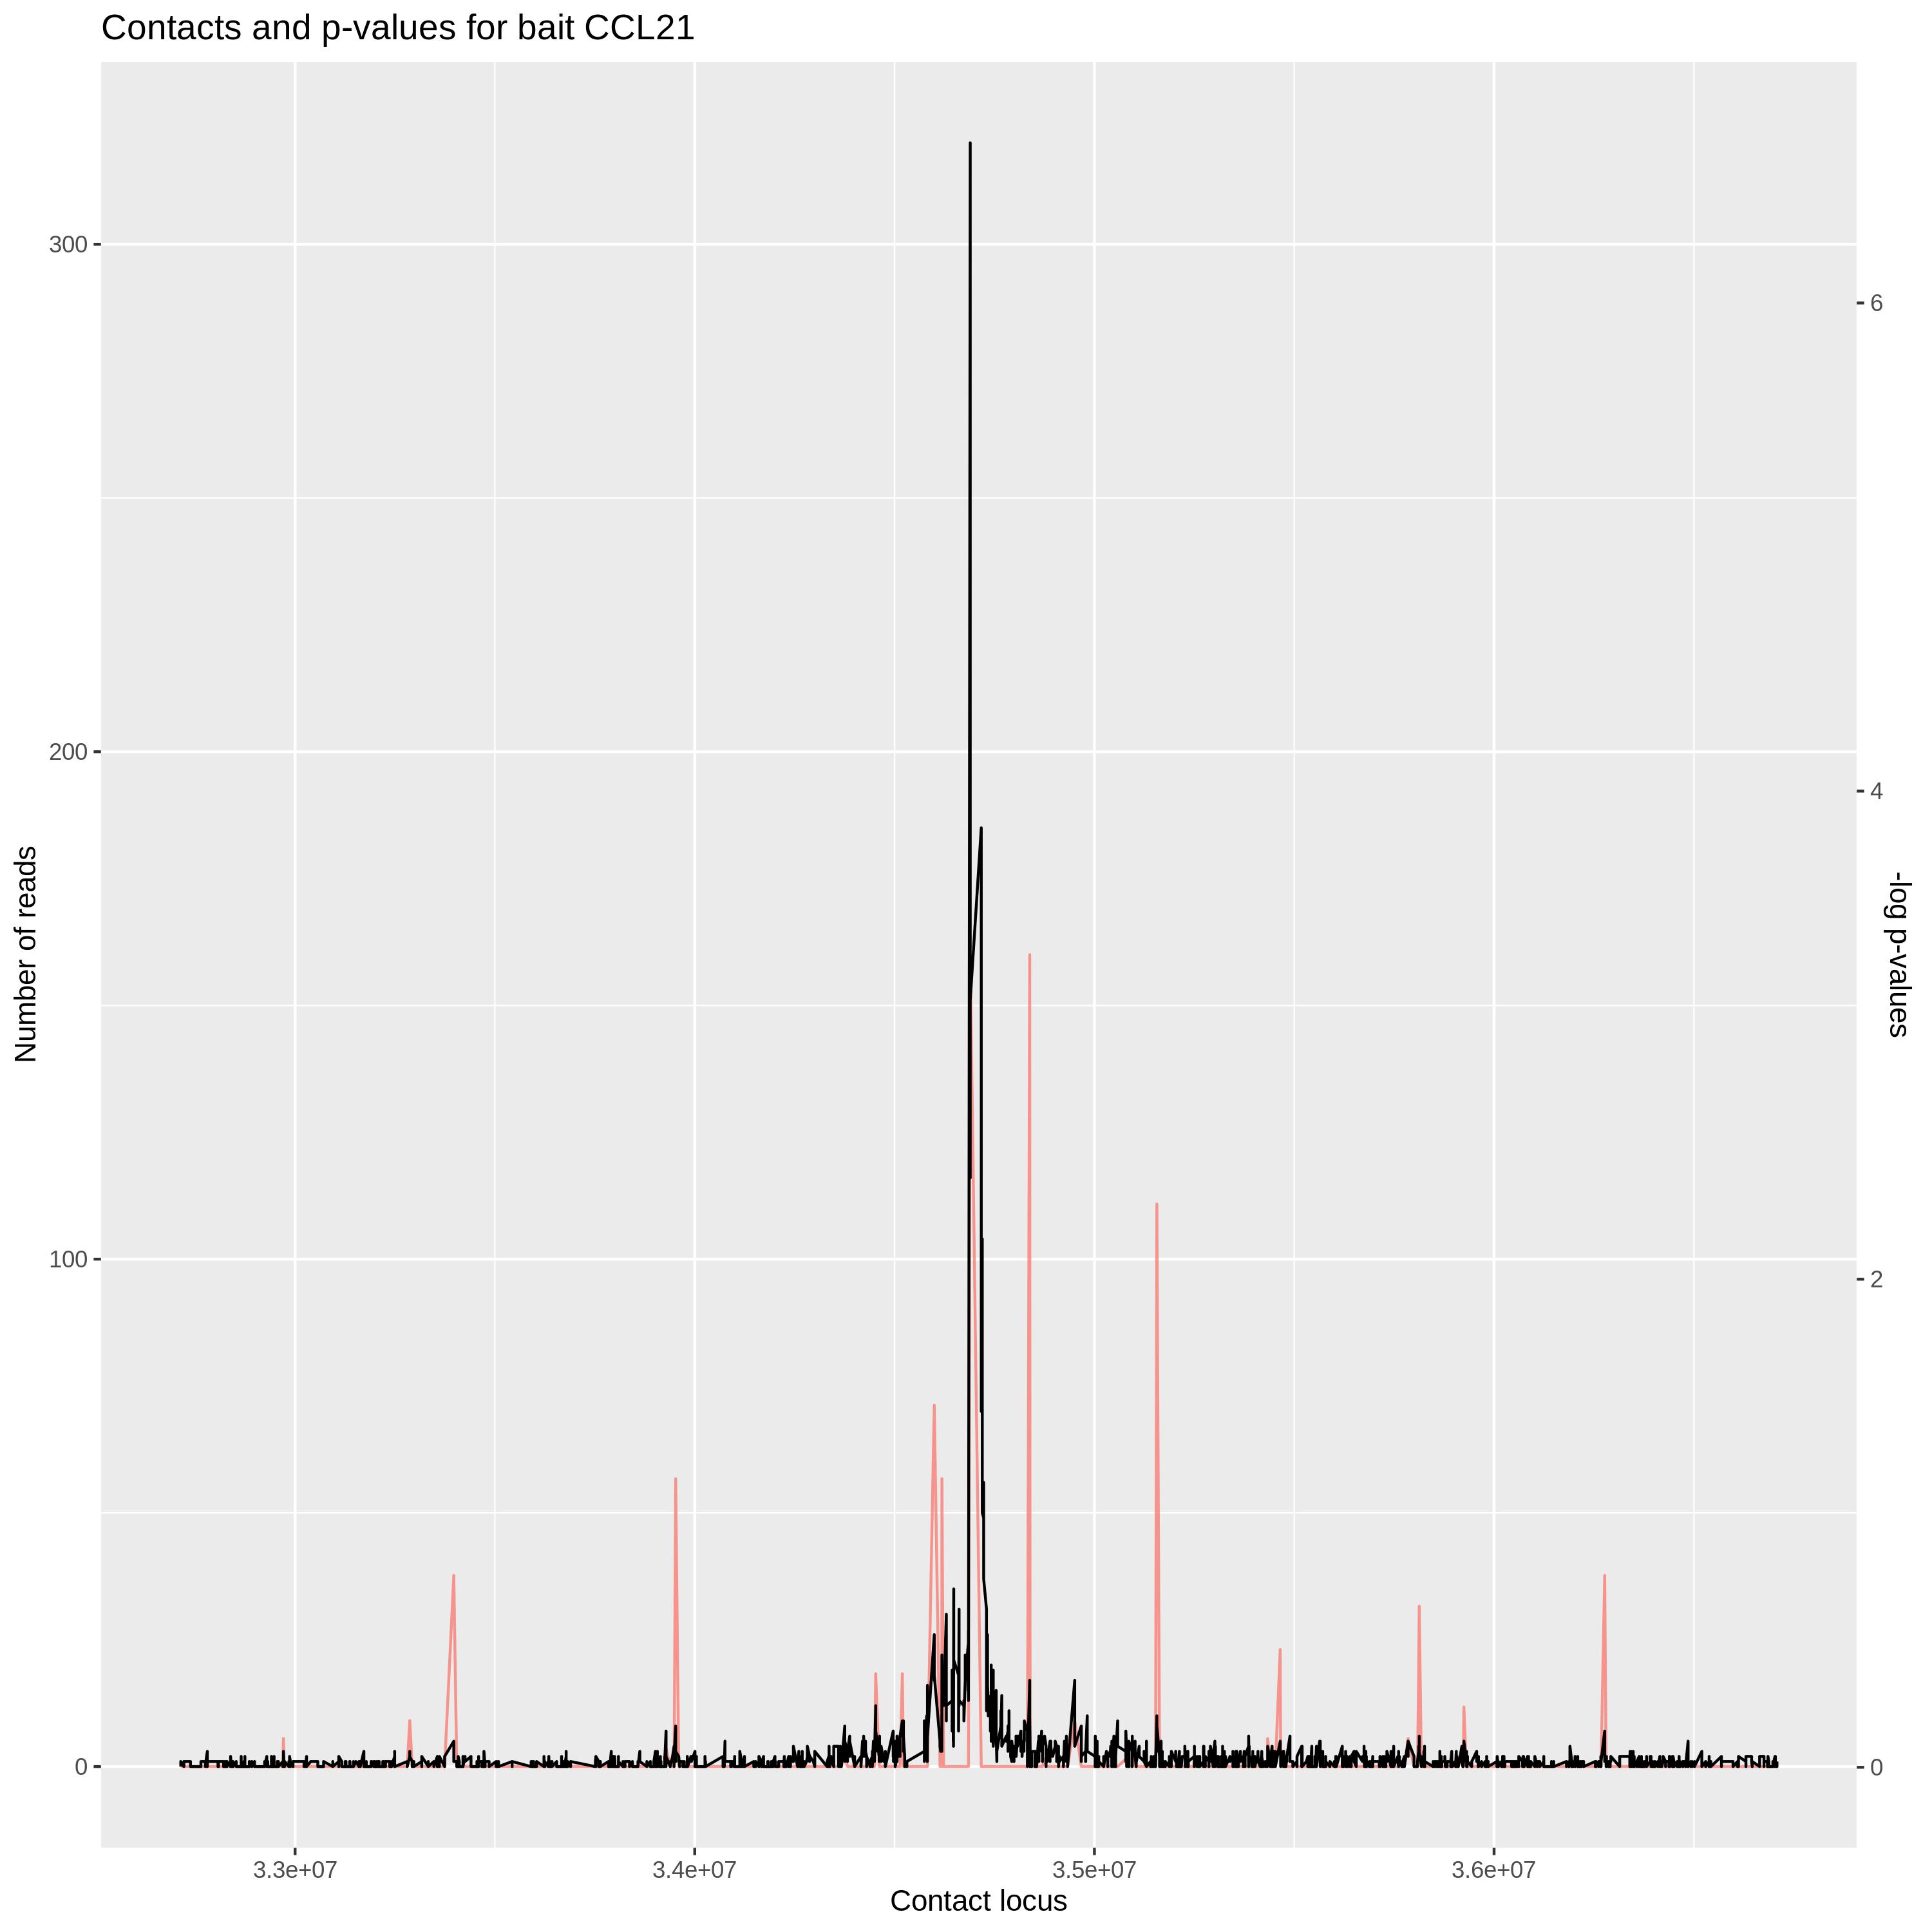 Contacts and p-values for bait CCL21
300
200
100
0
Number of reads
6
4
2
0
-log p-values
3.3e+07 3.4e+07 3.5e+07 3.6e+07
Contact locus